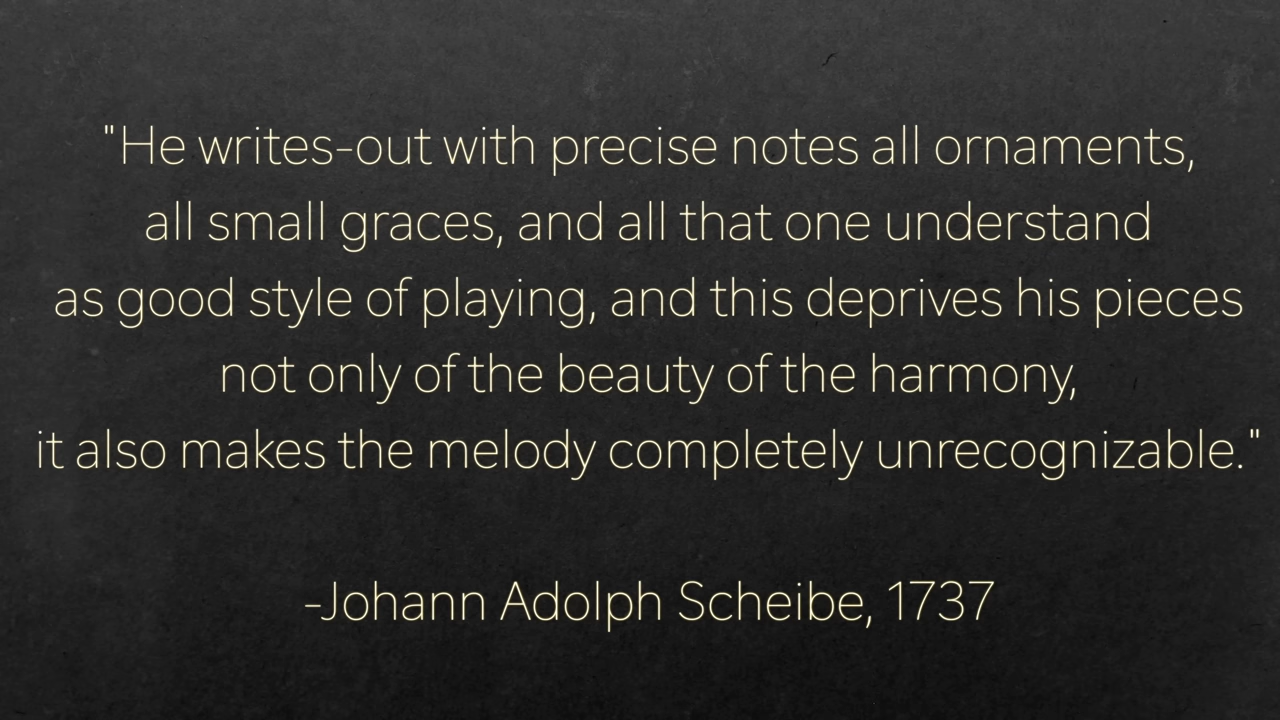 "He writes-out with precise notes all ornaments,
all small graces, and all that one understand
as good style of playing, and this deprives his pieces
not only of the beauty of the harmony,
it also makes the melody completely unrecognizable."
-Johann Adolph Scheibe, 1737